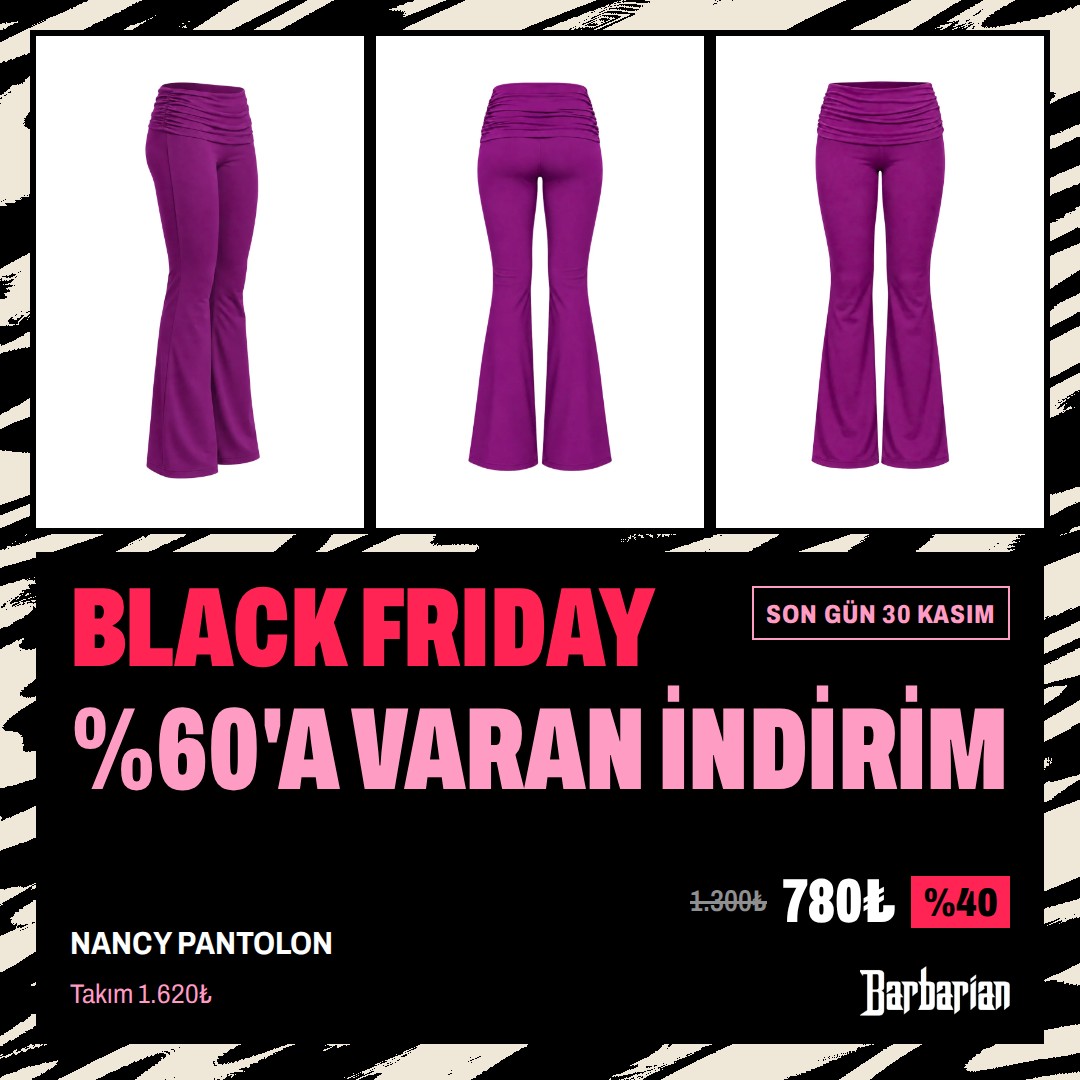 BLACK FRIDAY
SON GÜN 30 KASIM
%60'A VARAN İNDİRİM
1.300₺ 780₺ %40
NANCY PANTOLON
Takım 1.620₺
Barbarian